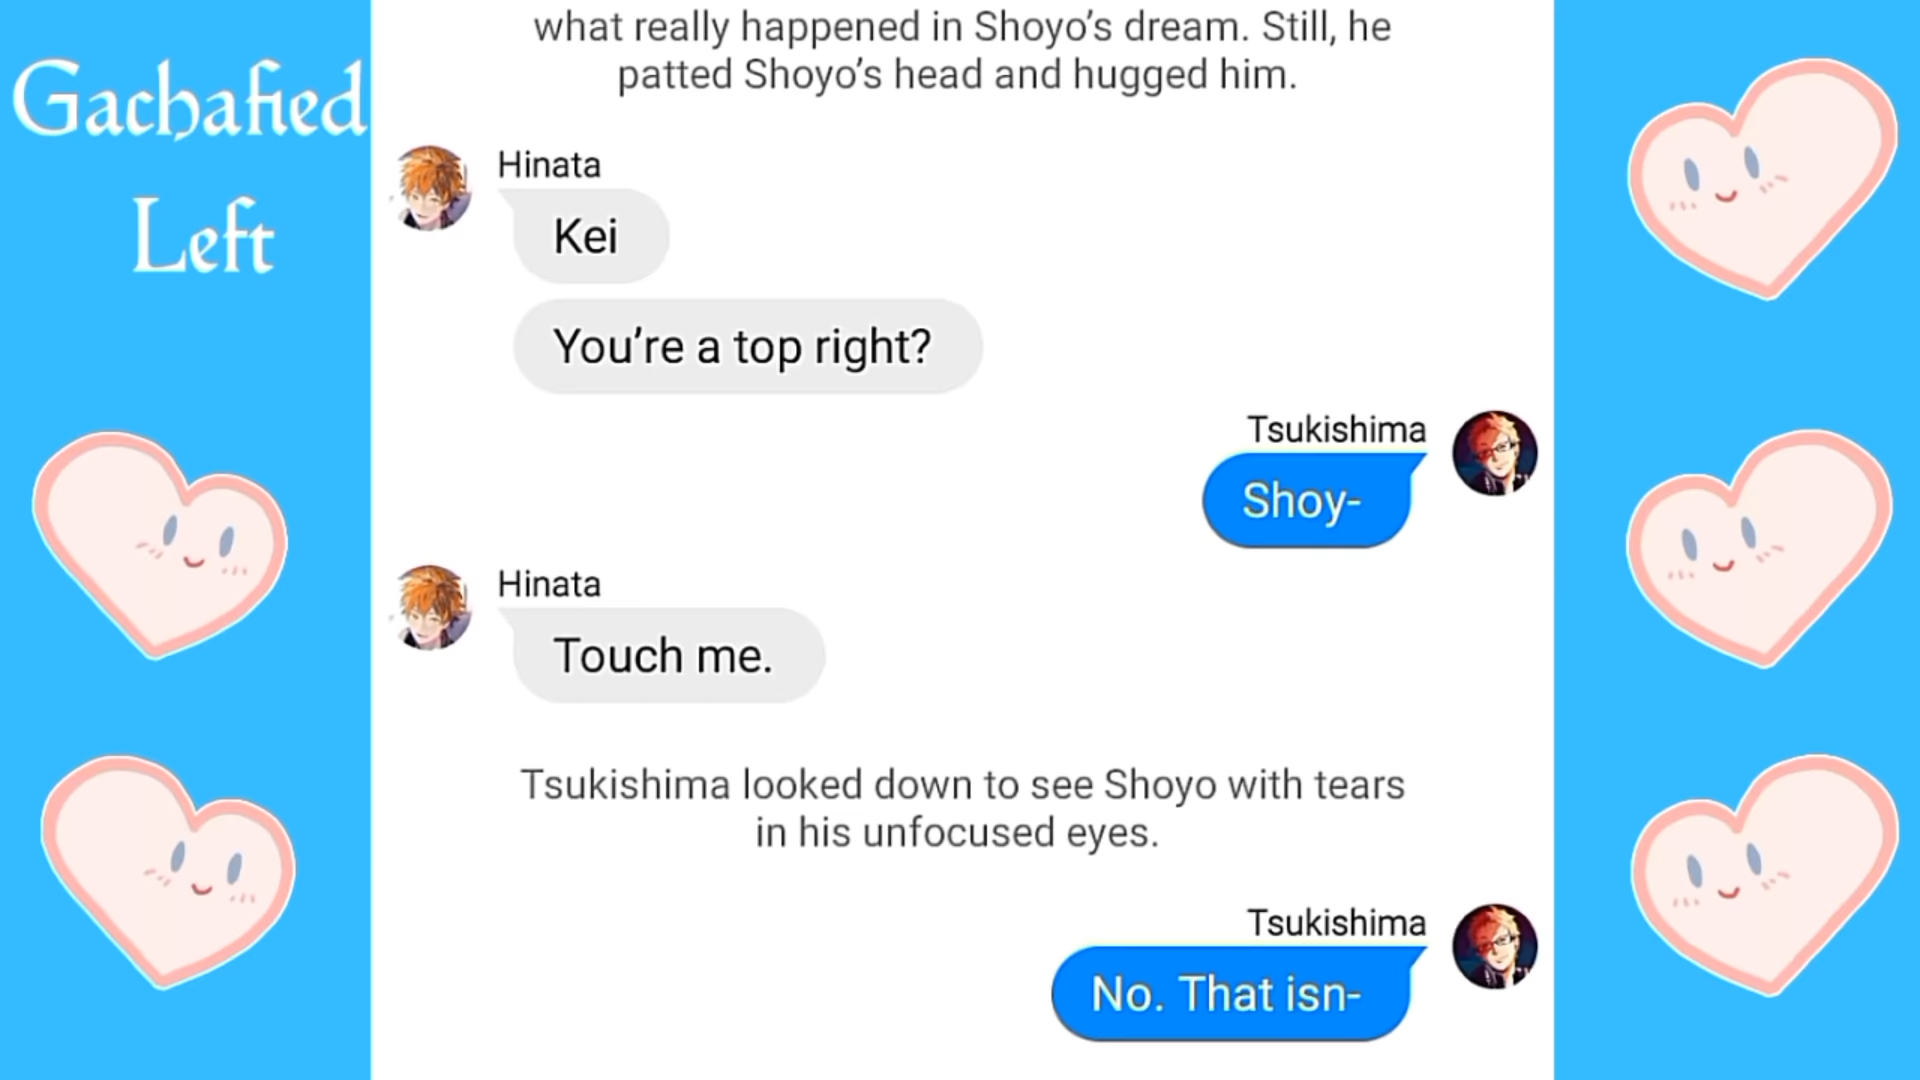 Gachafied
Left
what really happened in Shoyo’s dream. Still, he
patted Shoyo’s head and hugged him.
Hinata
Kei
You’re a top right?
Tsukishima
Shoy-
Hinata
Touch me.
Tsukishima looked down to see Shoyo with tears
in his unfocused eyes.
Tsukishima
No. That isn-